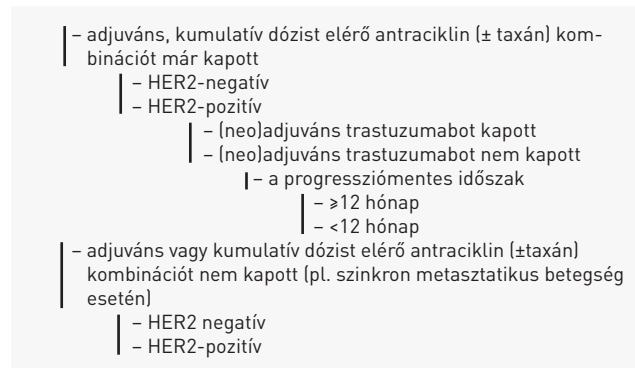 – adjuváns, kumulatív dózist elérő antraciklin (± taxán) kom-
binációt már kapott
– HER2-negatív
– HER2-pozitív
– (neo)adjuváns trastuzumabot kapott
– (neo)adjuváns trastuzumabot nem kapott
– a progressziómentes időszak
– ≥12 hónap
– <12 hónap
– adjuváns vagy kumulatív dózist elérő antraciklin (±taxán)
kombinációt nem kapott (pl. szinkron metasztatikus betegség
esetén)
– HER2 negatív
– HER2-pozitív